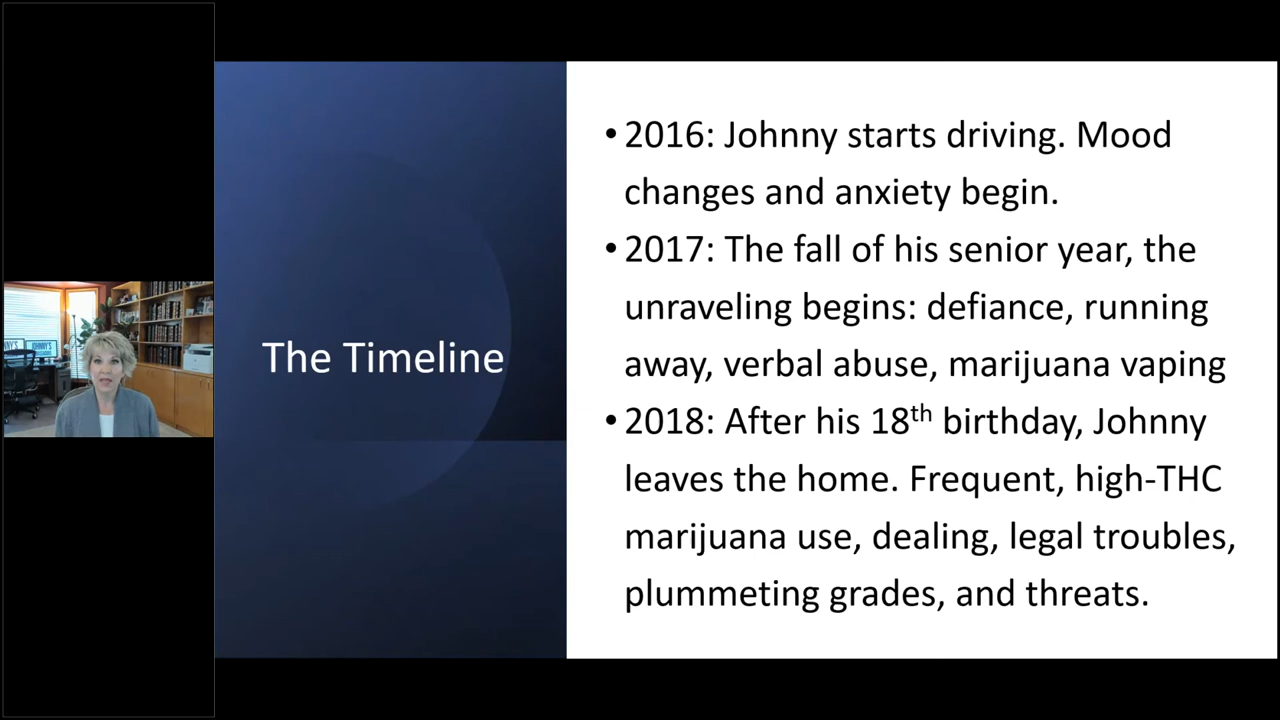 The Timeline
• 2016: Johnny starts driving. Mood
changes and anxiety begin.
• 2017: The fall of his senior year, the
unraveling begins: defiance, running
away, verbal abuse, marijuana vaping
• 2018: After his 18th birthday, Johnny
leaves the home. Frequent, high-THC
marijuana use, dealing, legal troubles,
plummeting grades, and threats.